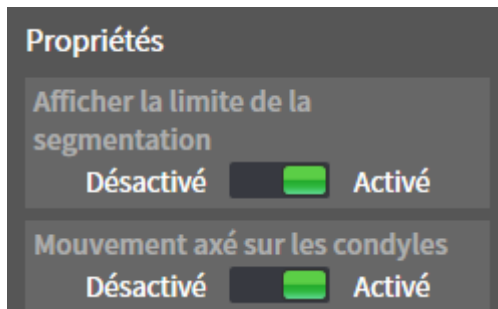 Propriétés
Afficher la limite de la
segmentation
Désactivé Activé
Mouvement axé sur les condyles
Désactivé Activé